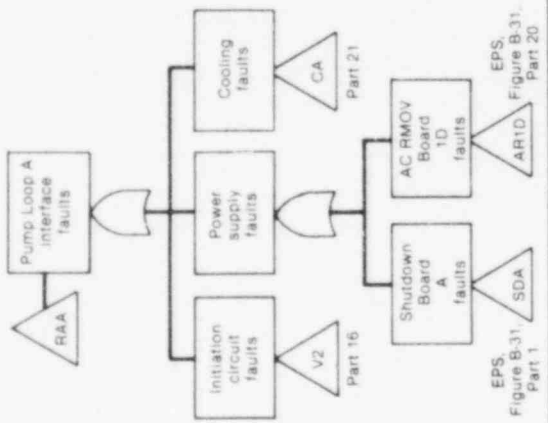 RAA
Pump Loop A
interface
faults
Initiation
circuit
faults
V2
Part 16
Power
supply
faults
Cooling
faults
CA
Part 21
Shutdown
Board
A
faults
SDA
EPS,
Figure B-31,
Part 1
AC RMOV
Board
1D
faults
AR1D
EPS,
Figure B-31,
Part 20